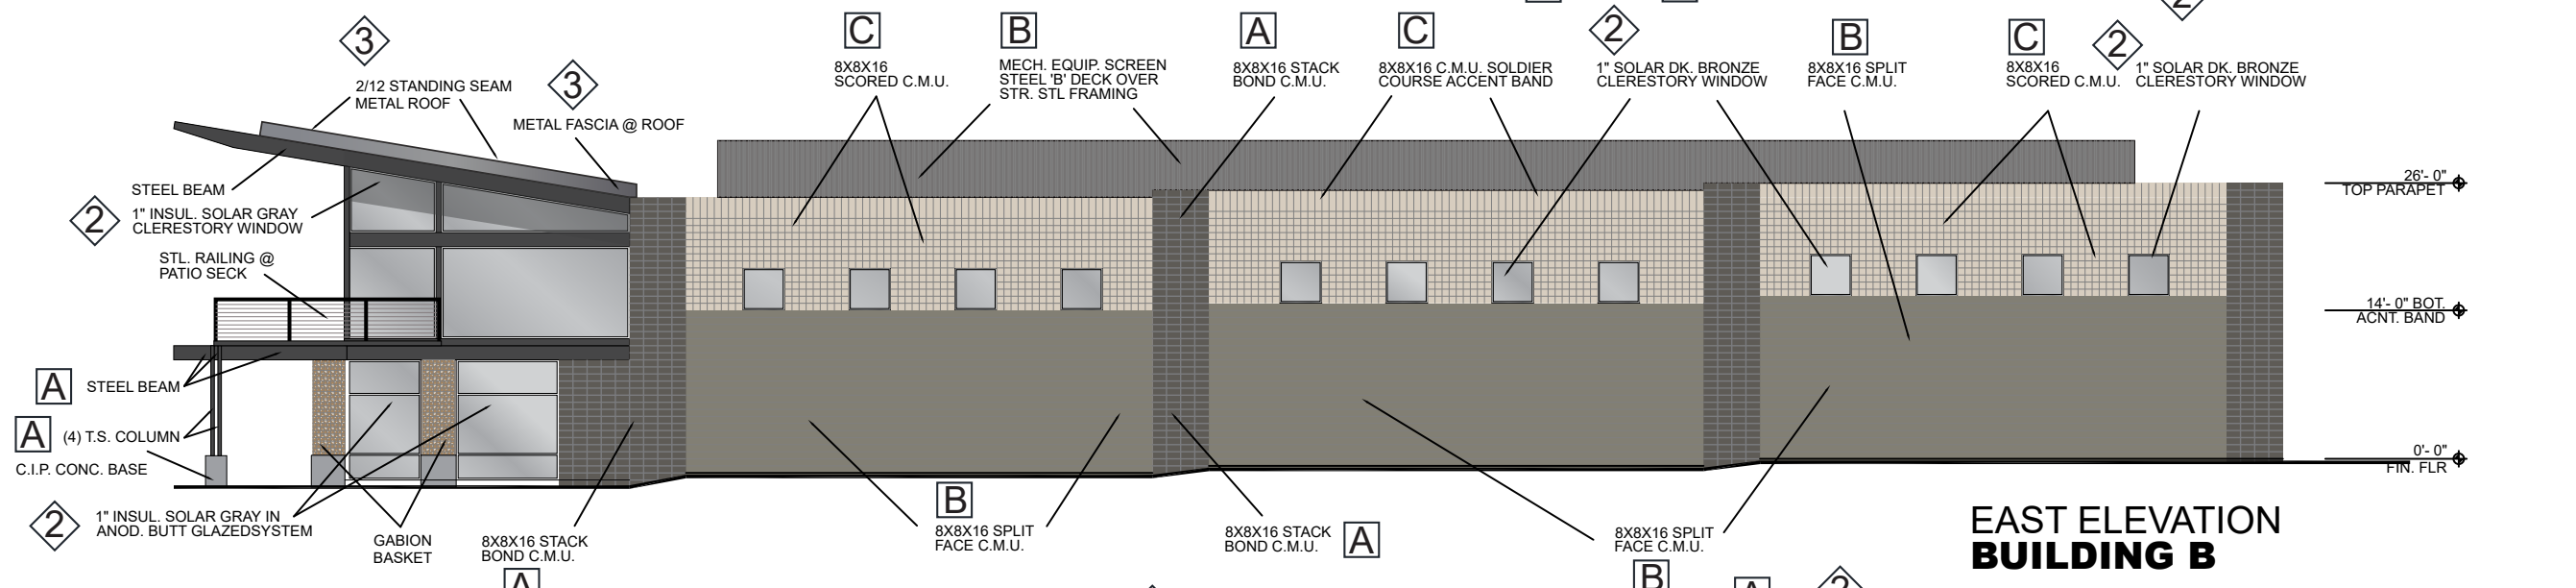 3
2/12 STANDING SEAM
METAL ROOF
3
METAL FASCIA @ ROOF
C
8X8X16
SCORED C.M.U.
B
MECH. EQUIP. SCREEN
STEEL 'B' DECK OVER
STR. STL FRAMING
A
8X8X16 STACK
BOND C.M.U.
C
8X8X16 C.M.U. SOLDIER
COURSE ACCENT BAND
2
1" SOLAR DK. BRONZE
CLERESTORY WINDOW
B
8X8X16 SPLIT
FACE C.M.U.
C
8X8X16
SCORED C.M.U.
2
2
1" SOLAR DK. BRONZE
CLERESTORY WINDOW
STEEL BEAM
2
1" INSUL. SOLAR GRAY
CLERESTORY WINDOW
STL. RAILING @
PATIO SECK
A
STEEL BEAM
A
(4) T.S. COLUMN
C.I.P. CONC. BASE
2
1" INSUL. SOLAR GRAY IN
ANOD. BUTT GLAZEDSYSTEM
GABION
BASKET
8X8X16 STACK
BOND C.M.U.
A
B
8X8X16 SPLIT
FACE C.M.U.
8X8X16 STACK
BOND C.M.U.
A
8X8X16 SPLIT
FACE C.M.U.
B
A
2
26'- 0"
TOP PARAPET
14'- 0" BOT.
ACNT. BAND
0'- 0"
FIN. FLR
EAST ELEVATION
BUILDING B